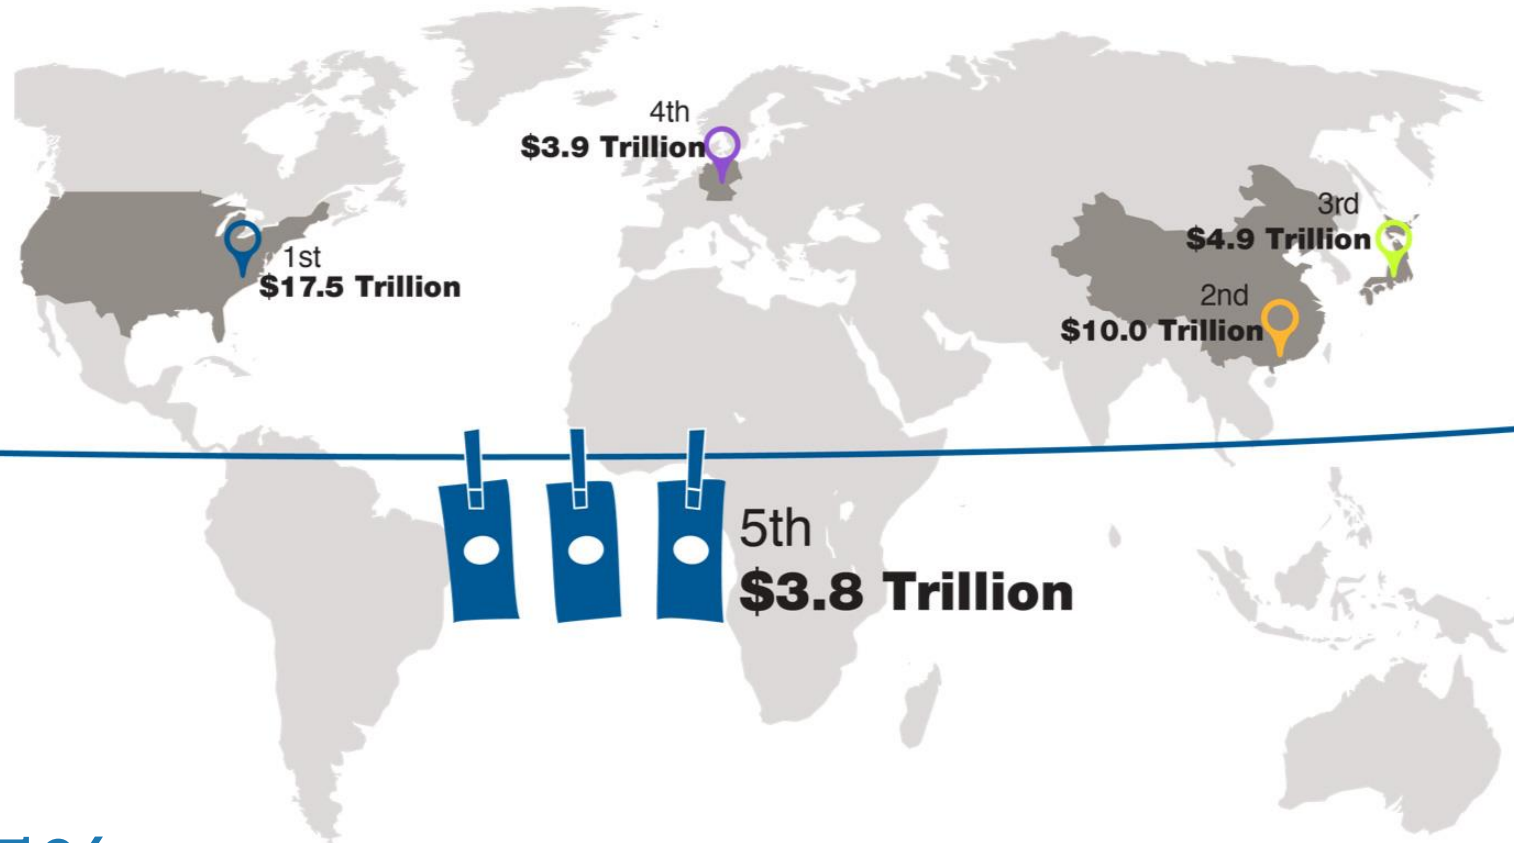 4th
$3.9 Trillion
3rd
$4.9 Trillion
1st
$17.5 Trillion
2nd
$10.0 Trillion
5th
$3.8 Trillion